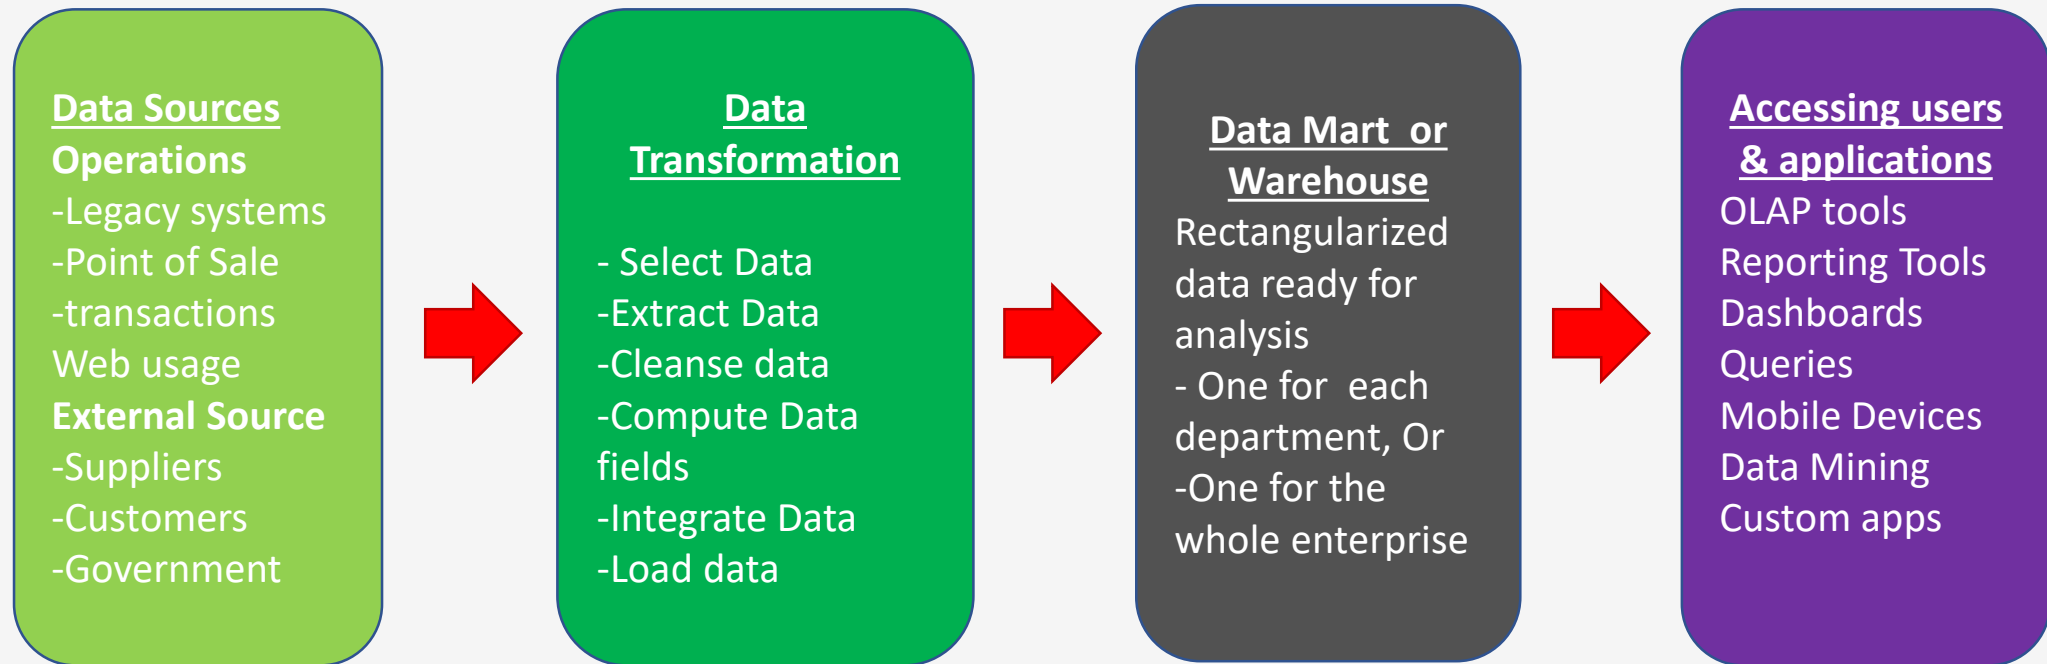 Data Sources
Operations
-Legacy systems
-Point of Sale
-transactions
Web usage
External Source
-Suppliers
-Customers
-Government
Data
Transformation
- Select Data
-Extract Data
-Cleanse data
-Compute Data
fields
-Integrate Data
-Load data
Data Mart  or
Warehouse
Rectangularized
data ready for
analysis
- One for  each
department, Or
-One for the
whole enterprise
Accessing users
& applications
OLAP tools
Reporting Tools
Dashboards
Queries
Mobile Devices
Data Mining
Custom apps